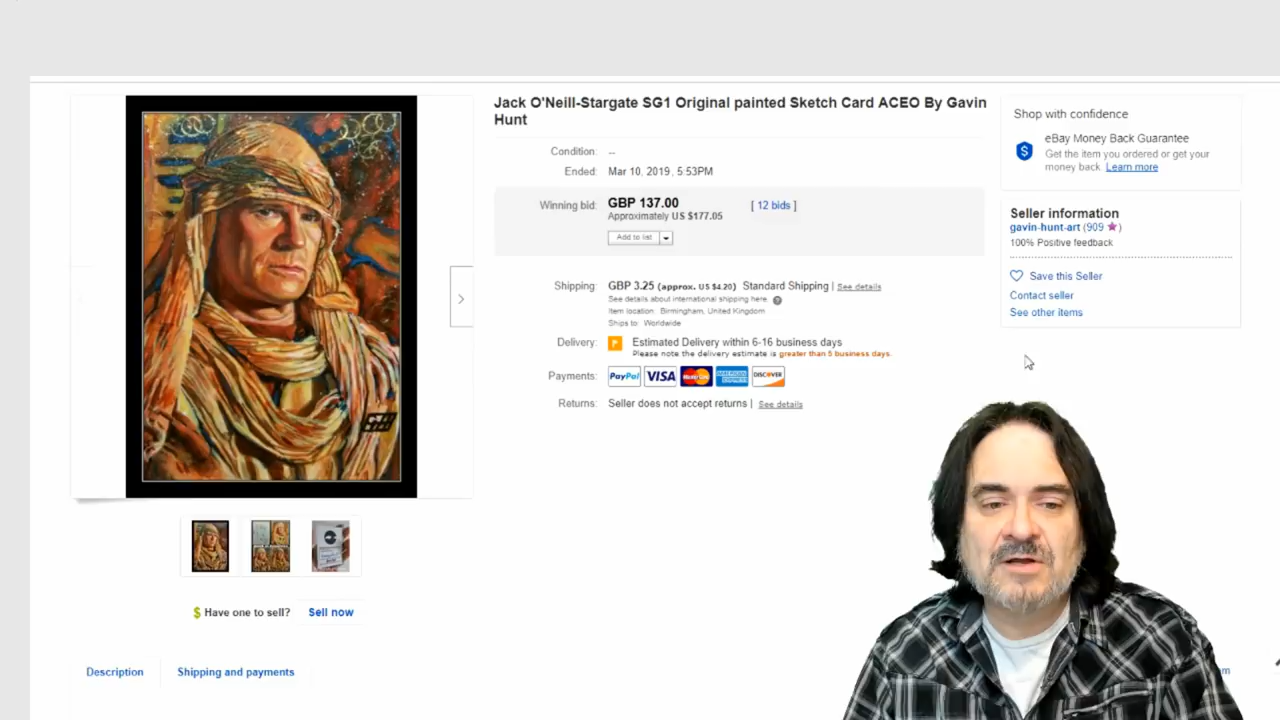 Jack O'Neill-Stargate SG1 Original painted Sketch Card ACEO By Gavin
Hunt
Condition: --
Ended: Mar 10, 2019 , 5:53PM
Winning bid: GBP 137.00 [ 12 bids ]
Approximately US $177.05
Add to list
Shipping: GBP 3.25 (approx. US $4.20) Standard Shipping | See details
See details about international shipping here.
Item location: Birmingham, United Kingdom
Ships to: Worldwide
Delivery: Estimated Delivery within 6-16 business days
Please note the delivery estimate is greater than 5 business days.
Payments: PayPal VISA MasterCard AMERICAN EXPRESS DISCOVER
Returns: Seller does not accept returns | See details
Shop with confidence
eBay Money Back Guarantee
Get the item you ordered or get your
money back. Learn more
Seller information
gavin-hunt-art (909 )
100% Positive feedback
Save this Seller
Contact seller
See other items
$ Have one to sell? Sell now
Description
Shipping and payments